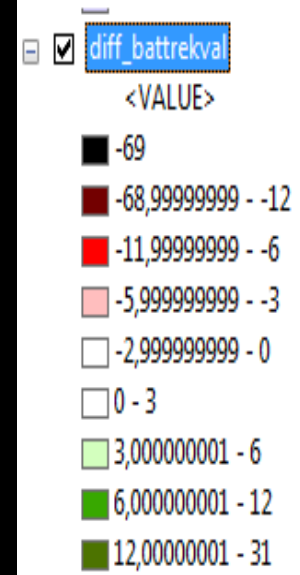 diff_battrekval
<VALUE>
-69
-68,99999999 - -12
-11,99999999 - -6
-5,999999999 - -3
-2,999999999 - 0
0 - 3
3,000000001 - 6
6,000000001 - 12
12,00000001 - 31